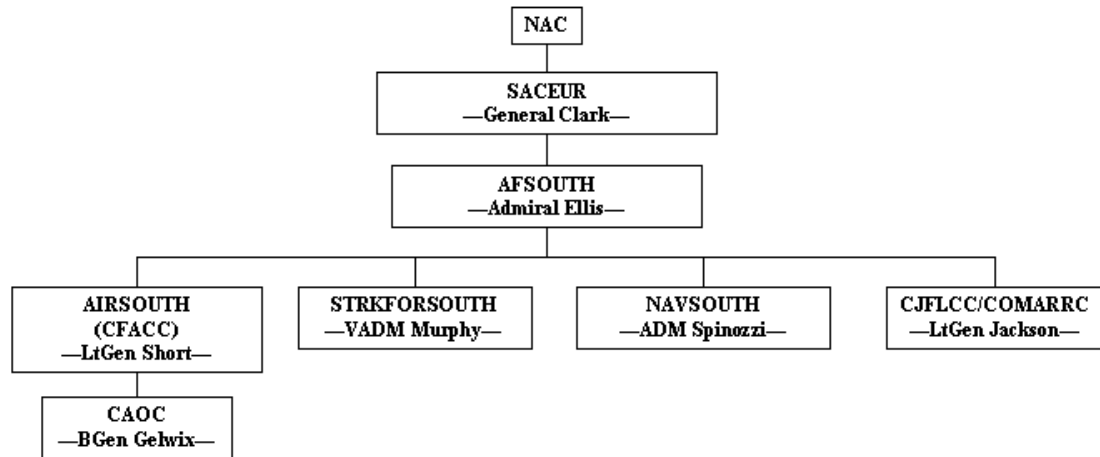 NAC
SACEUR
—General Clark—
AFSOUTH
—Admiral Ellis—
AIRSOUTH
(CFACC)
—LtGen Short—
STRKFORSOUTH
—VADM Murphy—
NAVSOUTH
—ADM Spinozzi—
CJFLCC/COMARRC
—LtGen Jackson—
CAOC
—BGen Gelwix—